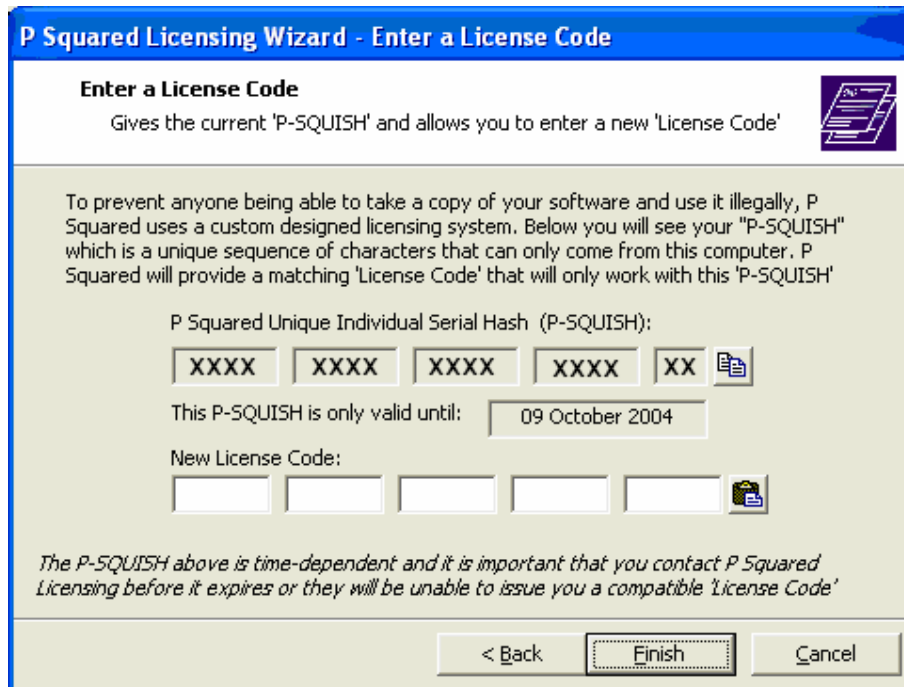 P Squared Licensing Wizard - Enter a License Code
Enter a License Code
Gives the current 'P-SQUISH' and allows you to enter a new 'License Code'
To prevent anyone being able to take a copy of your software and use it illegally, P
Squared uses a custom designed licensing system. Below you will see your "P-SQUISH"
which is a unique sequence of characters that can only come from this computer. P
Squared will provide a matching 'License Code' that will only work with this 'P-SQUISH'
P Squared Unique Individual Serial Hash (P-SQUISH):
XXXX XXXX XXXX XXXX XX
This P-SQUISH is only valid until: 09 October 2004
New License Code:
The P-SQUISH above is time-dependent and it is important that you contact P Squared
Licensing before it expires or they will be unable to issue you a compatible 'License Code'
< Back Finish Cancel